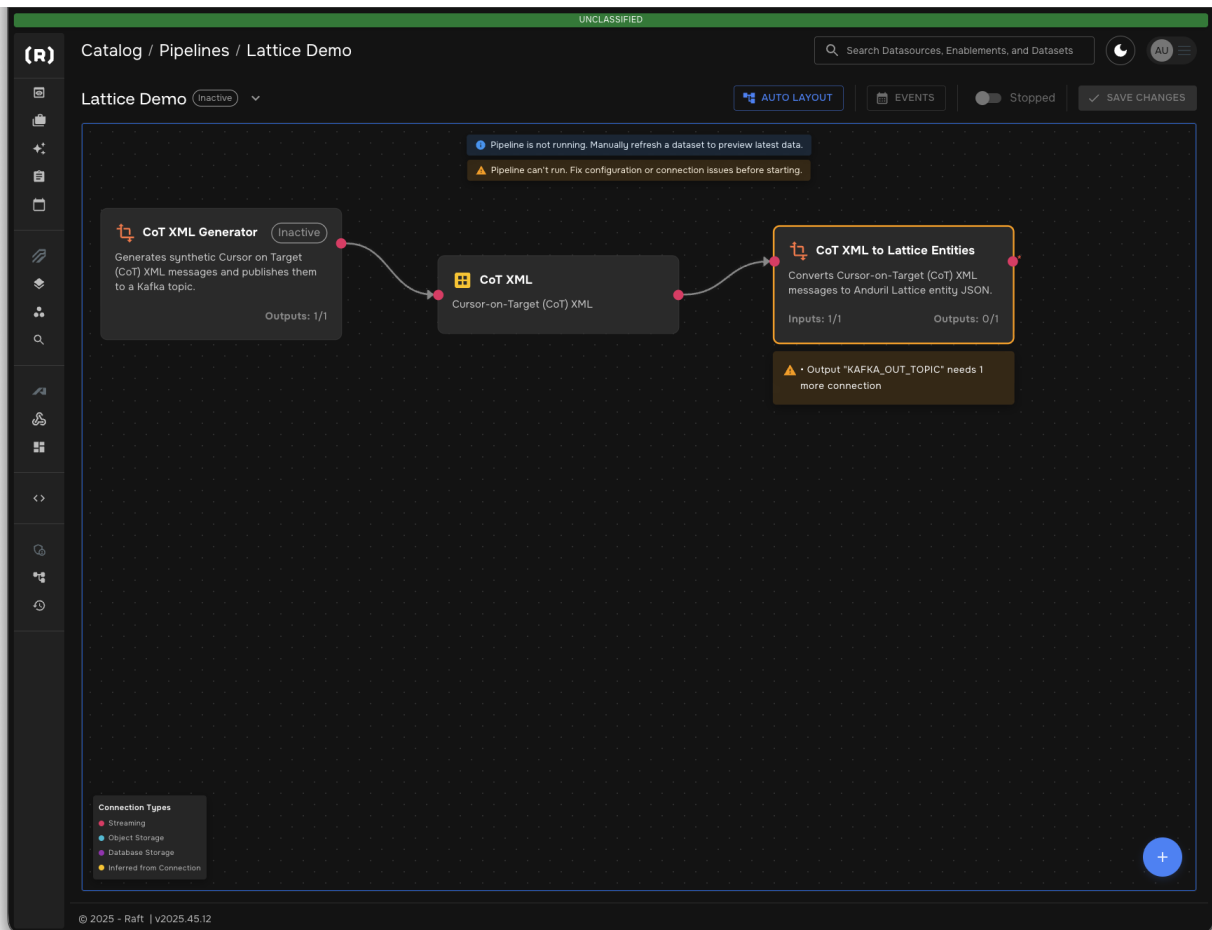 UNCLASSIFIED
(R)
Catalog / Pipelines / Lattice Demo
Search Datasources, Enablements, and Datasets
AU
Lattice Demo
Inactive
AUTO LAYOUT
EVENTS
Stopped
SAVE CHANGES
Pipeline is not running. Manually refresh a dataset to preview latest data.
Pipeline can't run. Fix configuration or connection issues before starting.
CoT XML Generator
Inactive
Generates synthetic Cursor on Target
(CoT) XML messages and publishes them
to a Kafka topic.
Outputs: 1/1
CoT XML
Cursor-on-Target (CoT) XML
CoT XML to Lattice Entities
Converts Cursor-on-Target (CoT) XML
messages to Anduril Lattice entity JSON.
Inputs: 1/1
Outputs: 0/1
• Output "KAFKA_OUT_TOPIC" needs 1
more connection
Connection Types
Streaming
Object Storage
Database Storage
Inferred from Connection
© 2025 - Raft | v2025.45.12